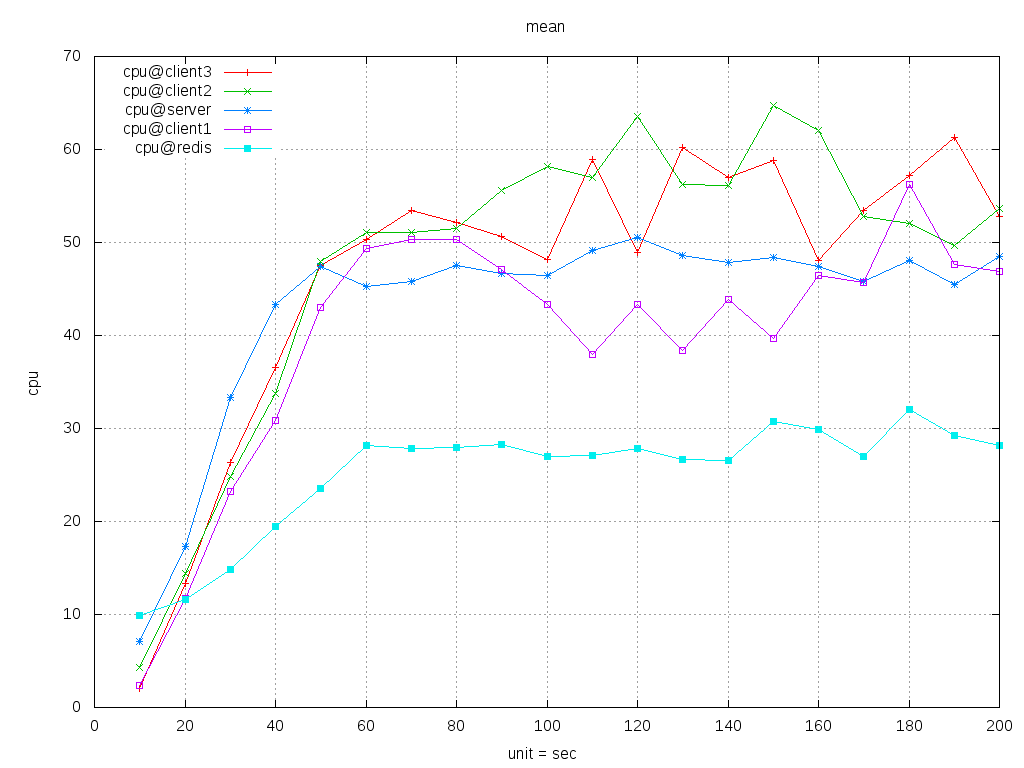 mean
70
60
50
40
30
20
10
0
cpu
cpu@client3
cpu@client2
cpu@server
cpu@client1
cpu@redis
0 20 40 60 80 100 120 140 160 180 200
unit = sec